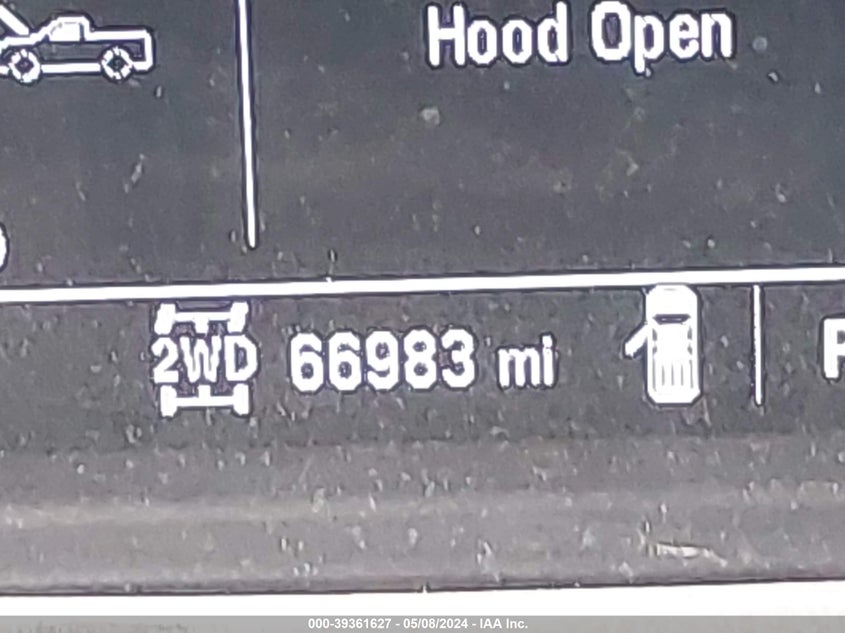 Hood Open
2WD 66983 mi P
000-39361627 - 05/08/2024 - IAA Inc.